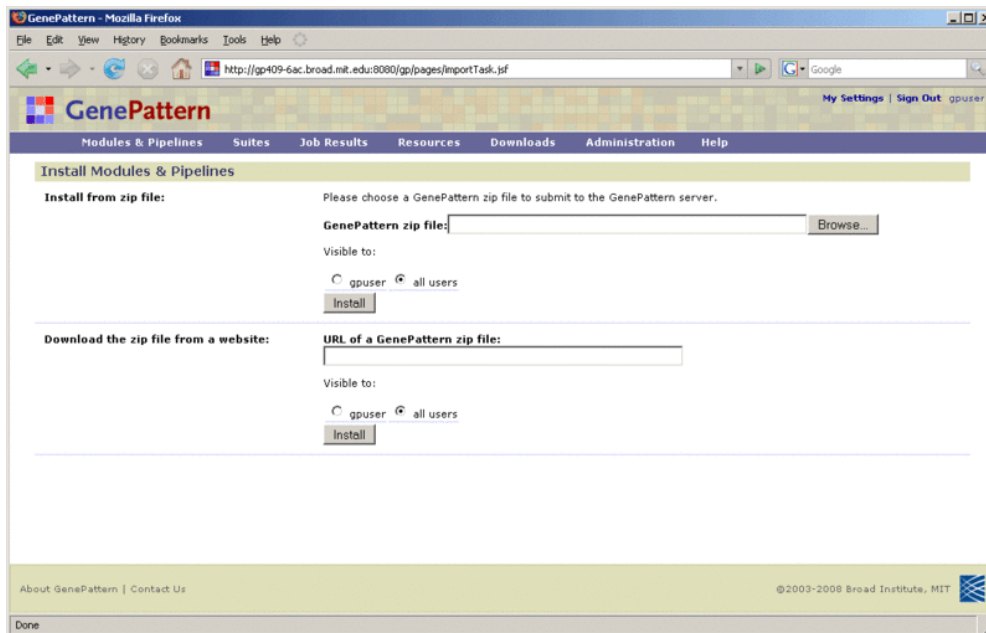 GenePattern - Mozilla Firefox
File Edit View History Bookmarks Tools Help
http://gp409-6ac.broad.mit.edu:8080/gp/pages/importTask.jsf
G Google
GenePattern
My Settings | Sign Out gpuser
Modules & Pipelines Suites Job Results Resources Downloads Administration Help
Install Modules & Pipelines
Install from zip file: Please choose a GenePattern zip file to submit to the GenePattern server.
GenePattern zip file: Browse...
Visible to:
gpuser all users
Install
Download the zip file from a website: URL of a GenePattern zip file:
Visible to:
gpuser all users
Install
About GenePattern | Contact Us ©2003-2008 Broad Institute, MIT
Done